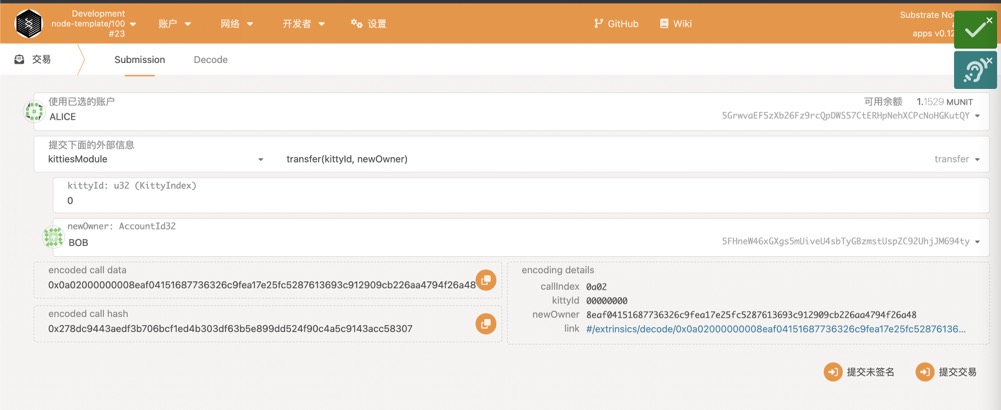 Development
node-template/100
#23
账户
网络
开发者
设置
GitHub
Wiki
Substrate No
apps v0.12
交易
Submission
Decode
使用已选的账户
ALICE
可用余额 1.1529 MUNIT
5GrwvaEF5zXb26Fz9rcQpDWS57CtERHpNehXCPcNoHGKutQY
提交下面的外部信息
kittiesModule
transfer(kittyId, newOwner)
transfer
kittyId: u32 (KittyIndex)
0
newOwner: AccountId32
BOB
5FHneW46xGXgs5mUiveU4sbTyGBzmstUspZC92UhjJM694ty
encoded call data
0x0a02000000008eaf04151687736326c9fea17e25fc5287613693c912909cb226aa4794f26a48
encoded call hash
0x278dc9443aedf3b706bcf1ed4b303df63b5e899dd524f90c4a5c9143acc58307
encoding details
callIndex 0a02
kittyId 00000000
newOwner 8eaf04151687736326c9fea17e25fc5287613693c912909cb226aa4794f26a48
link #/extrinsics/decode/0x0a02000000008eaf04151687736326c9fea17e25fc52876136...
提交未签名
提交交易